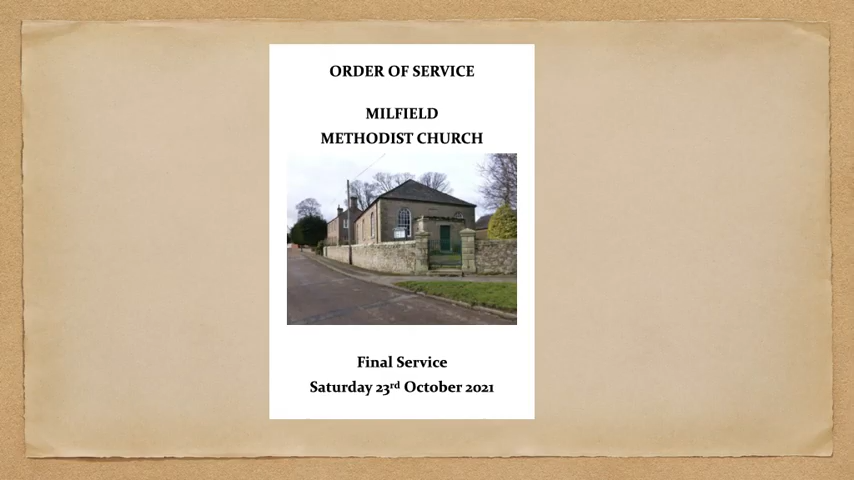 ORDER OF SERVICE
MILFIELD
METHODIST CHURCH
Final Service
Saturday 23rd October 2021